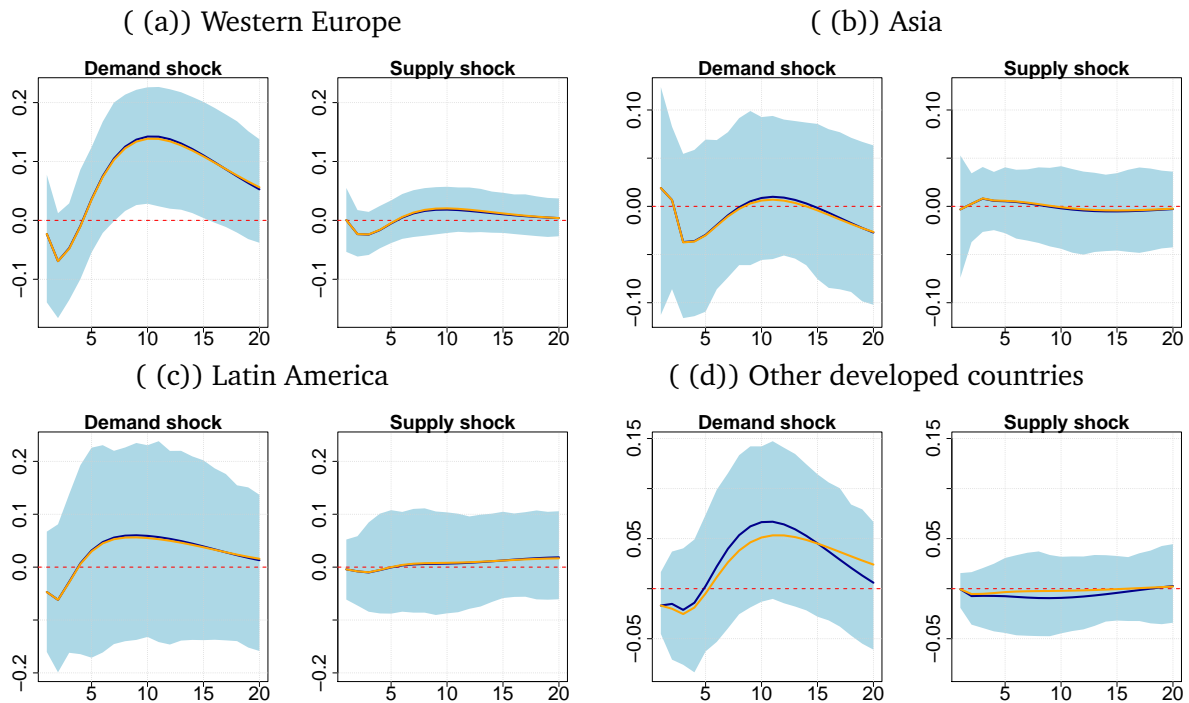 ( (a)) Western Europe
( (b)) Asia
Demand shock
Supply shock
Demand shock
Supply shock
0.2
0.1
0.0
−0.1
0.2
0.1
0.0
−0.1
0.10
0.00
−0.10
0.10
0.00
−0.10
5 10 15 20
5 10 15 20
5 10 15 20
5 10 15 20
( (c)) Latin America
( (d)) Other developed countries
Demand shock
Supply shock
Demand shock
Supply shock
0.2
0.1
0.0
−0.2
0.2
0.1
0.0
−0.2
0.15
0.05
−0.05
0.15
0.05
−0.05
5 10 15 20
5 10 15 20
5 10 15 20
5 10 15 20